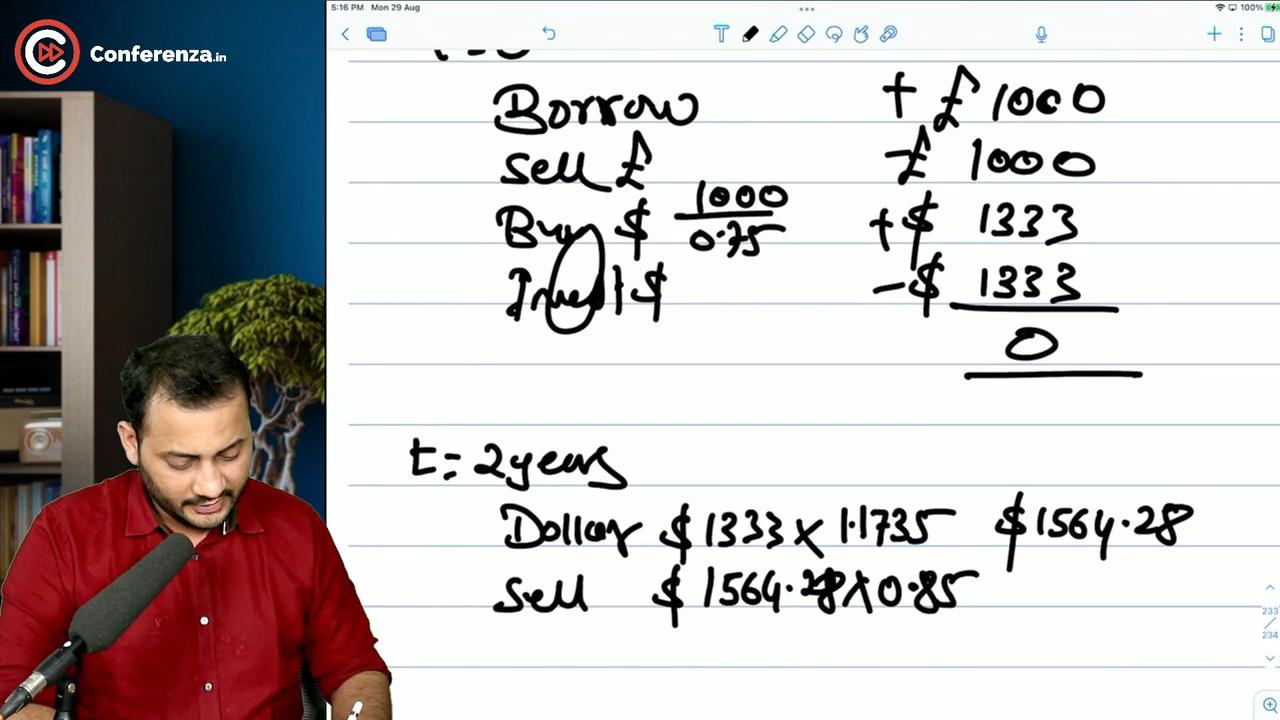 5:16 PM Mon 29 Aug
100%
Conferenza.in
Borrow + £ 1000
Sell £ -£ 1000
Buy $ 1000 / 0.75 +$ 1333
Invest $ -$ 1333
0
t = 2 years
Dollar $ 1333 x 1.1735 $ 1564.28
Sell $ 1564.28 x 0.85
233
234